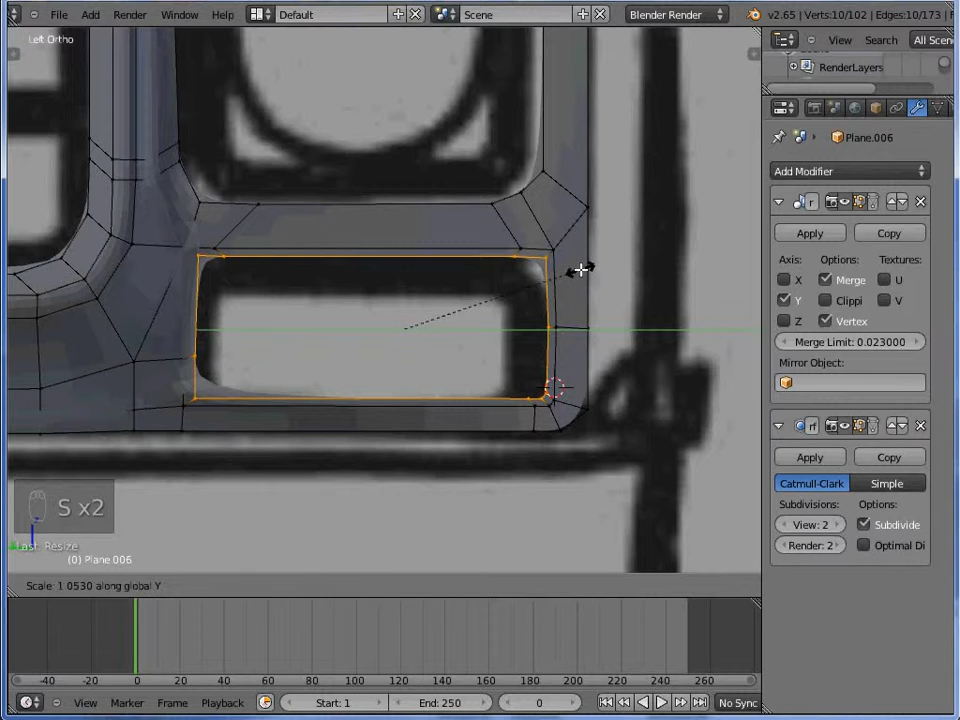 File Add Render Window Help Default Scene Blender Render v2.65 | Verts:10/102 | Edges:10/173 |
Left Ortho
View Search All Scen
RenderLayers
Plane.006
Add Modifier
Apply Copy
Axis: Options: Textures:
X Merge U
Y Clippi V
Z Vertex
Merge Limit: 0.023000
Mirror Object:
rf
Apply Copy
Catmull-Clark Simple
Subdivisions: Options:
View: 2 Subdivide
Render: 2 Optimal Di
S x2
Last: Resize
(0) Plane.006
Scale: 1.0530 along global Y
-40 -20 0 20 40 60 80 100 120 140 160 180 200 220 240 260
View Marker Frame Playback Start: 1 End: 250 0 No Sync